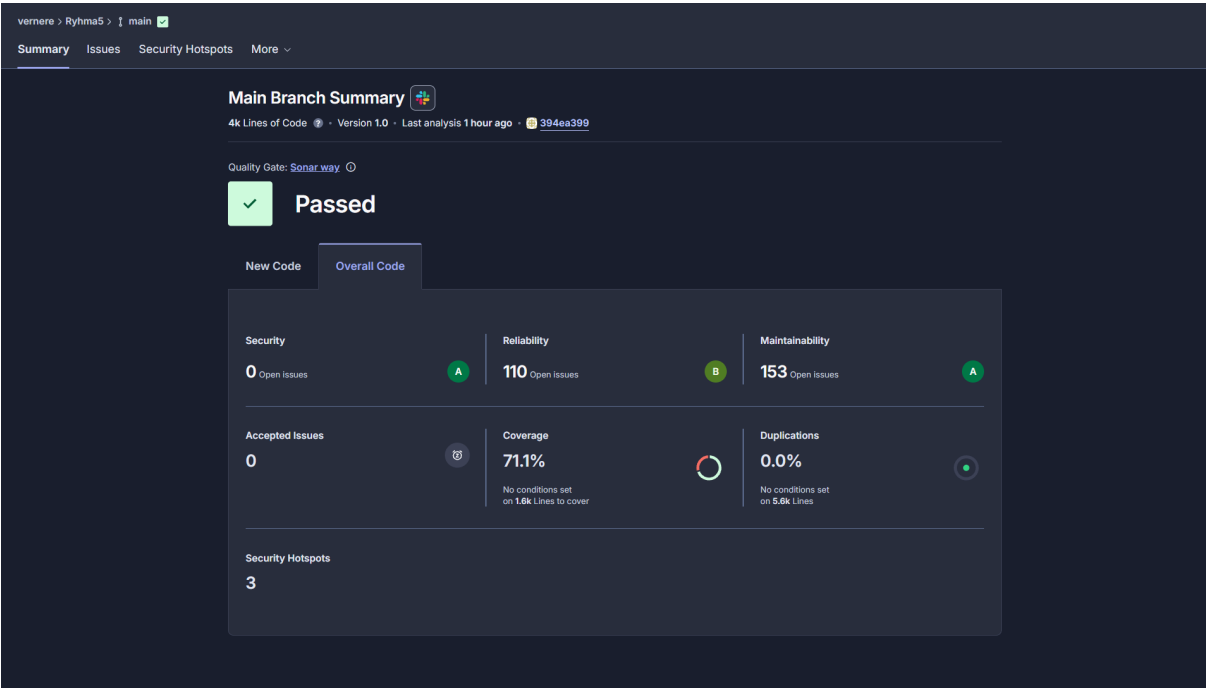 vernere > Ryhma5 > main
Summary Issues Security Hotspots More
Main Branch Summary
4k Lines of Code ? · Version 1.0 · Last analysis 1 hour ago · 394ea399
Quality Gate: Sonar way
Passed
New Code Overall Code
Security
0 Open issues
A
Reliability
110 Open issues
B
Maintainability
153 Open issues
A
Accepted Issues
0
Coverage
71.1%
No conditions set
on 1.6k Lines to cover
Duplications
0.0%
No conditions set
on 5.6k Lines
Security Hotspots
3